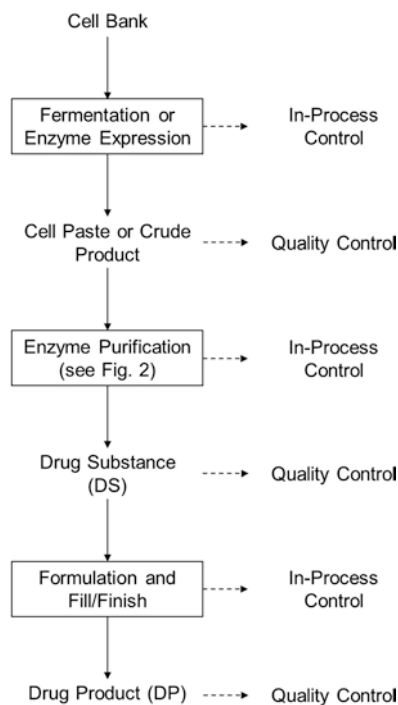 Cell Bank
Fermentation or
Enzyme Expression
In-Process
Control
Cell Paste or Crude
Product
Quality Control
Enzyme Purification
(see Fig. 2)
In-Process
Control
Drug Substance
(DS)
Quality Control
Formulation and
Fill/Finish
In-Process
Control
Drug Product (DP)
Quality Control